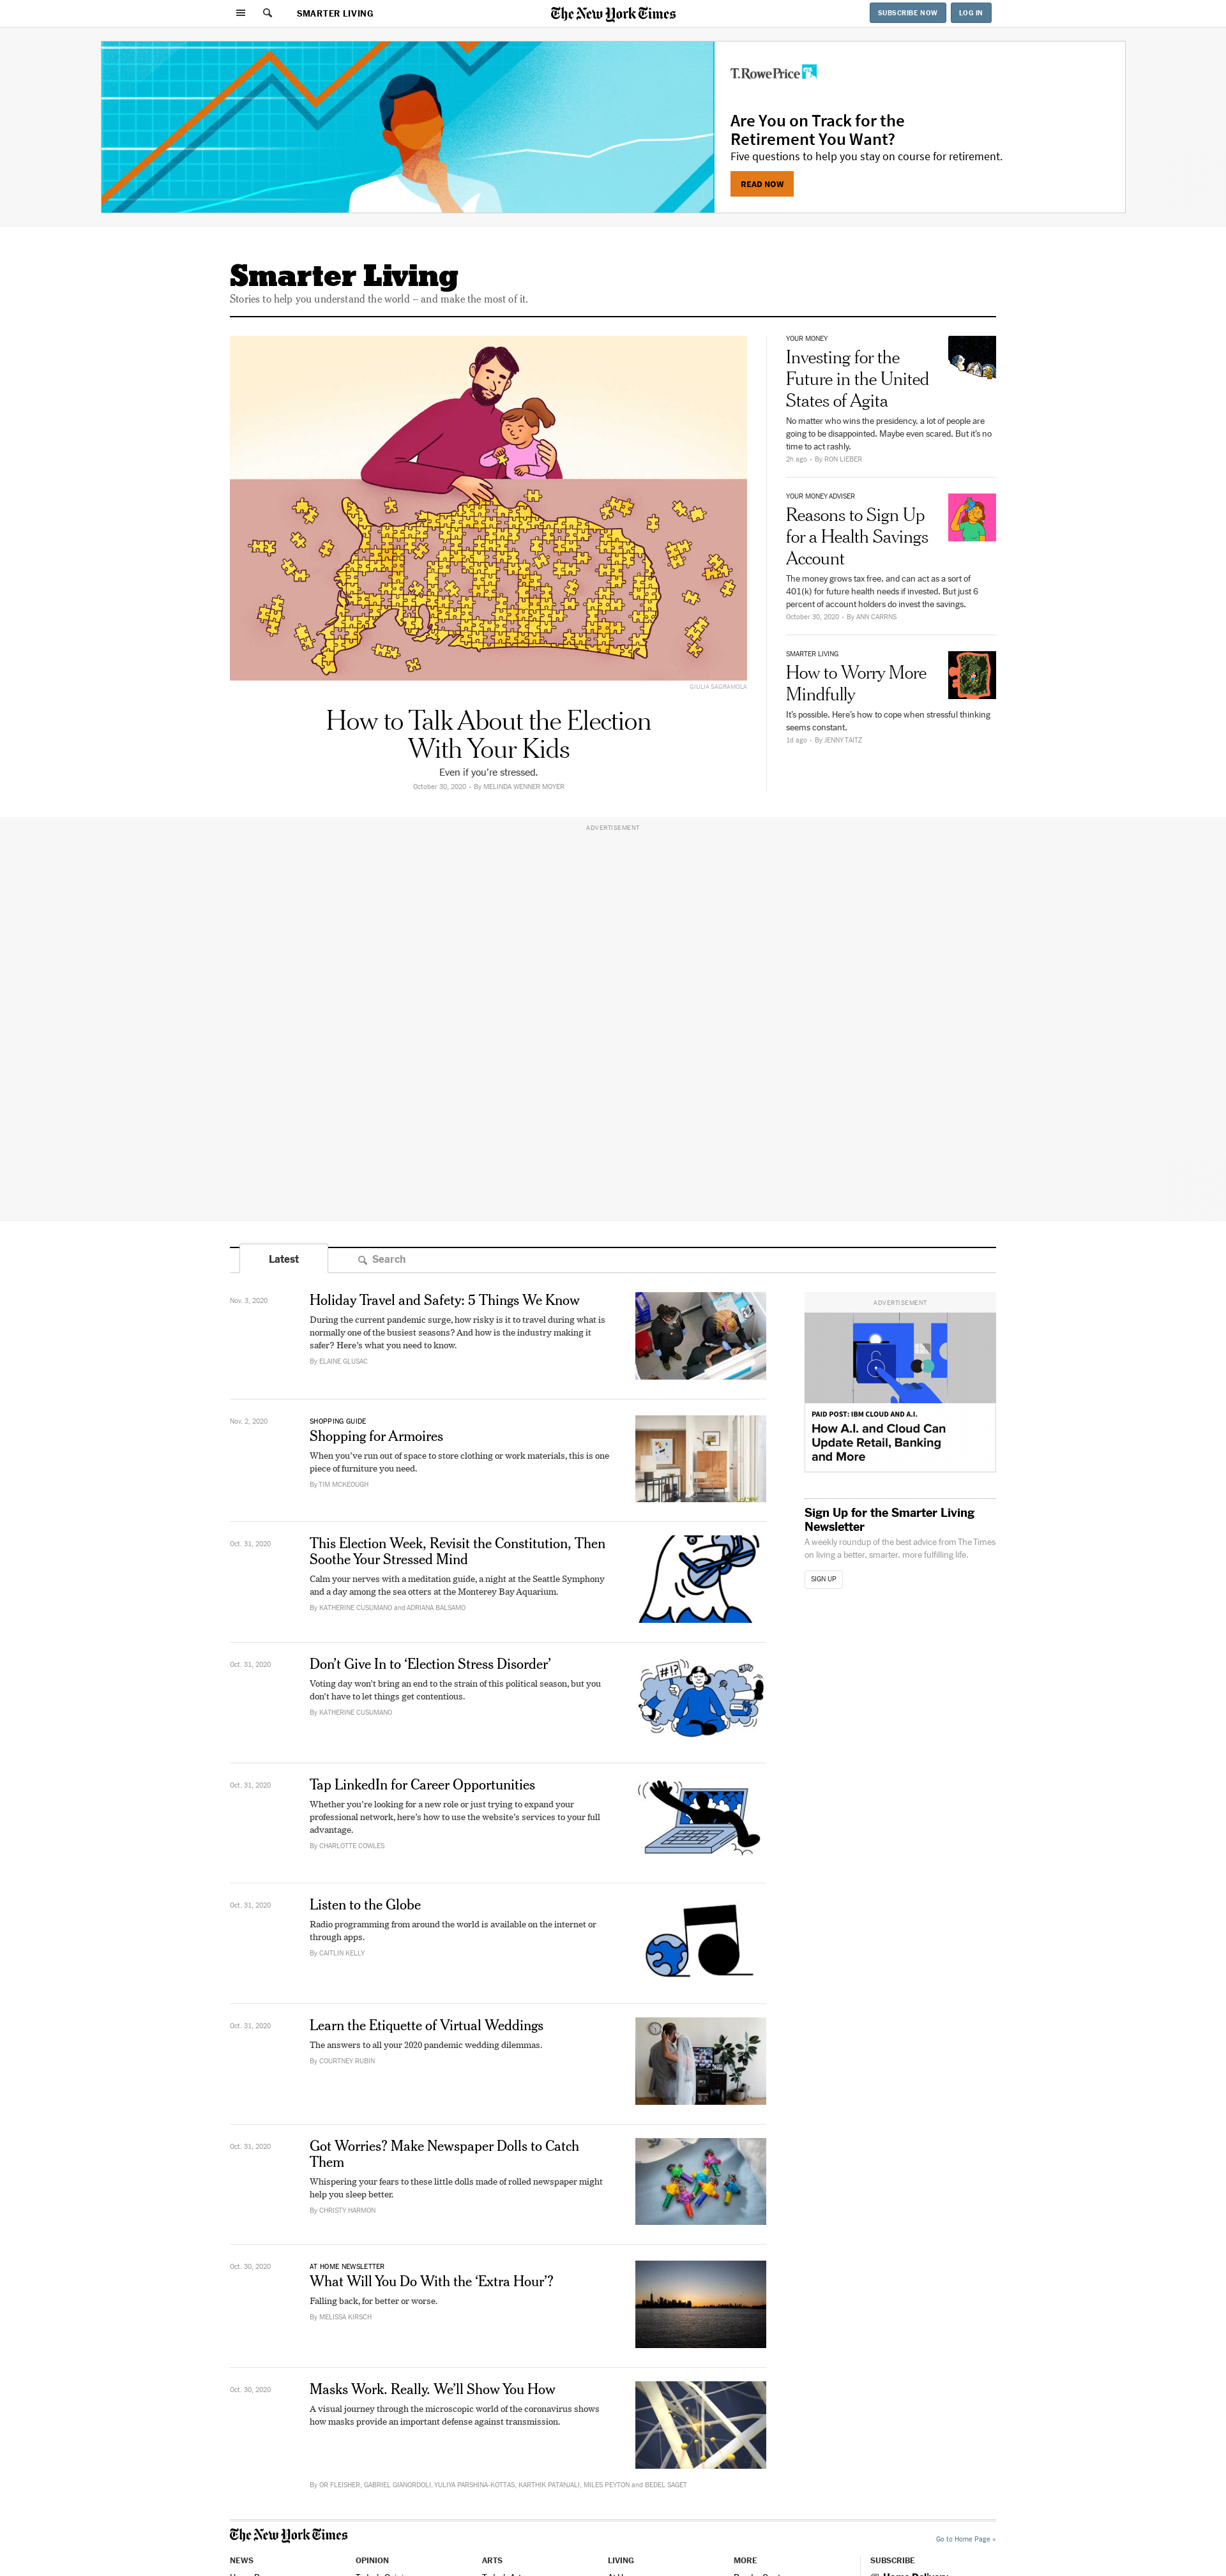 SMARTER LIVING
The New York Times
SUBSCRIBE NOW
LOG IN
T.RowePrice
Are You on Track for the
Retirement You Want?
Five questions to help you stay on course for retirement.
READ NOW
Smarter Living
Stories to help you understand the world – and make the most of it.
GIULIA SAGRAMOLA
How to Talk About the Election
With Your Kids
Even if you're stressed.
October 30, 2020 • By MELINDA WENNER MOYER
YOUR MONEY
Investing for the
Future in the United
States of Agita
No matter who wins the presidency, a lot of people are
going to be disappointed. Maybe even scared. But it's no
time to act rashly.
2h ago • By RON LIEBER
YOUR MONEY ADVISER
Reasons to Sign Up
for a Health Savings
Account
The money grows tax free, and can act as a sort of
401(k) for future health needs if invested. But just 6
percent of account holders do invest the savings.
October 30, 2020 • By ANN CARRNS
SMARTER LIVING
How to Worry More
Mindfully
It's possible. Here's how to cope when stressful thinking
seems constant.
1d ago • By JENNY TAITZ
ADVERTISEMENT
Latest
Search
Nov. 3, 2020
Holiday Travel and Safety: 5 Things We Know
During the current pandemic surge, how risky is it to travel during what is
normally one of the busiest seasons? And how is the industry making it
safer? Here's what you need to know.
By ELAINE GLUSAC
Nov. 2, 2020
SHOPPING GUIDE
Shopping for Armoires
When you've run out of space to store clothing or work materials, this is one
piece of furniture you need.
By TIM MCKEOUGH
Oct. 31, 2020
This Election Week, Revisit the Constitution, Then
Soothe Your Stressed Mind
Calm your nerves with a meditation guide, a night at the Seattle Symphony
and a day among the sea otters at the Monterey Bay Aquarium.
By KATHERINE CUSUMANO and ADRIANA BALSAMO
Oct. 31, 2020
Don't Give In to 'Election Stress Disorder'
Voting day won't bring an end to the strain of this political season, but you
don't have to let things get contentious.
By KATHERINE CUSUMANO
#!?
Oct. 31, 2020
Tap LinkedIn for Career Opportunities
Whether you're looking for a new role or just trying to expand your
professional network, here's how to use the website's services to your full
advantage.
By CHARLOTTE COWLES
Oct. 31, 2020
Listen to the Globe
Radio programming from around the world is available on the internet or
through apps.
By CAITLIN KELLY
Oct. 31, 2020
Learn the Etiquette of Virtual Weddings
The answers to all your 2020 pandemic wedding dilemmas.
By COURTNEY RUBIN
Oct. 31, 2020
Got Worries? Make Newspaper Dolls to Catch
Them
Whispering your fears to these little dolls made of rolled newspaper might
help you sleep better.
By CHRISTY HARMON
Oct. 30, 2020
AT HOME NEWSLETTER
What Will You Do With the 'Extra Hour'?
Falling back, for better or worse.
By MELISSA KIRSCH
Oct. 30, 2020
Masks Work. Really. We'll Show You How
A visual journey through the microscopic world of the coronavirus shows
how masks provide an important defense against transmission.
By OR FLEISHER, GABRIEL GIANORDOLI, YULIYA PARSHINA-KOTTAS, KARTHIK PATANJALI, MILES PEYTON and BEDEL SAGET
ADVERTISEMENT
PAID POST: IBM CLOUD AND A.I.
How A.I. and Cloud Can
Update Retail, Banking
and More
Sign Up for the Smarter Living
Newsletter
A weekly roundup of the best advice from The Times
on living a better, smarter, more fulfilling life.
SIGN UP
The New York Times
Go to Home Page »
NEWS
OPINION
ARTS
LIVING
MORE
SUBSCRIBE